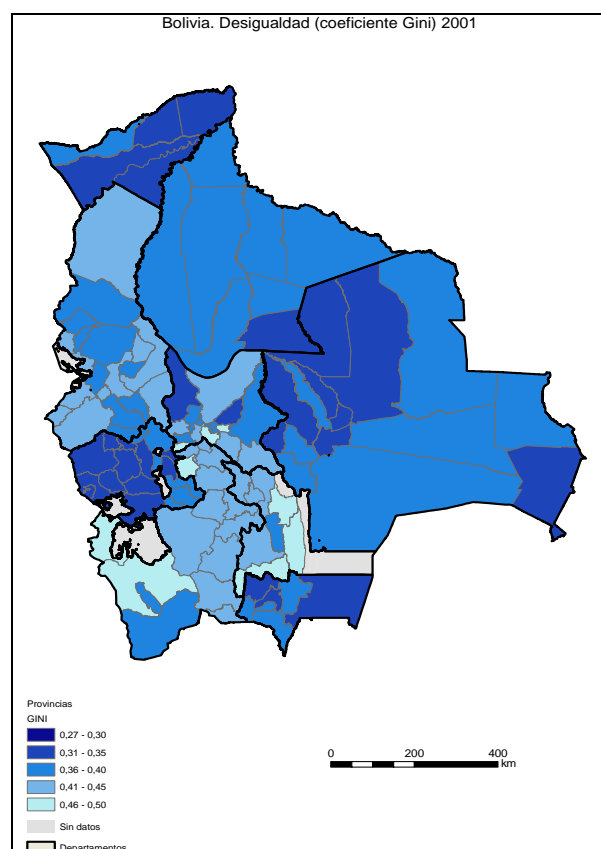 Bolivia. Desigualdad (coeficiente Gini) 2001
Provincias
GINI
0,27 - 0,30
0,31 - 0,35
0,36 - 0,40
0,41 - 0,45
0,46 - 0,50
Sin datos
Departamentos
0 200 400
km